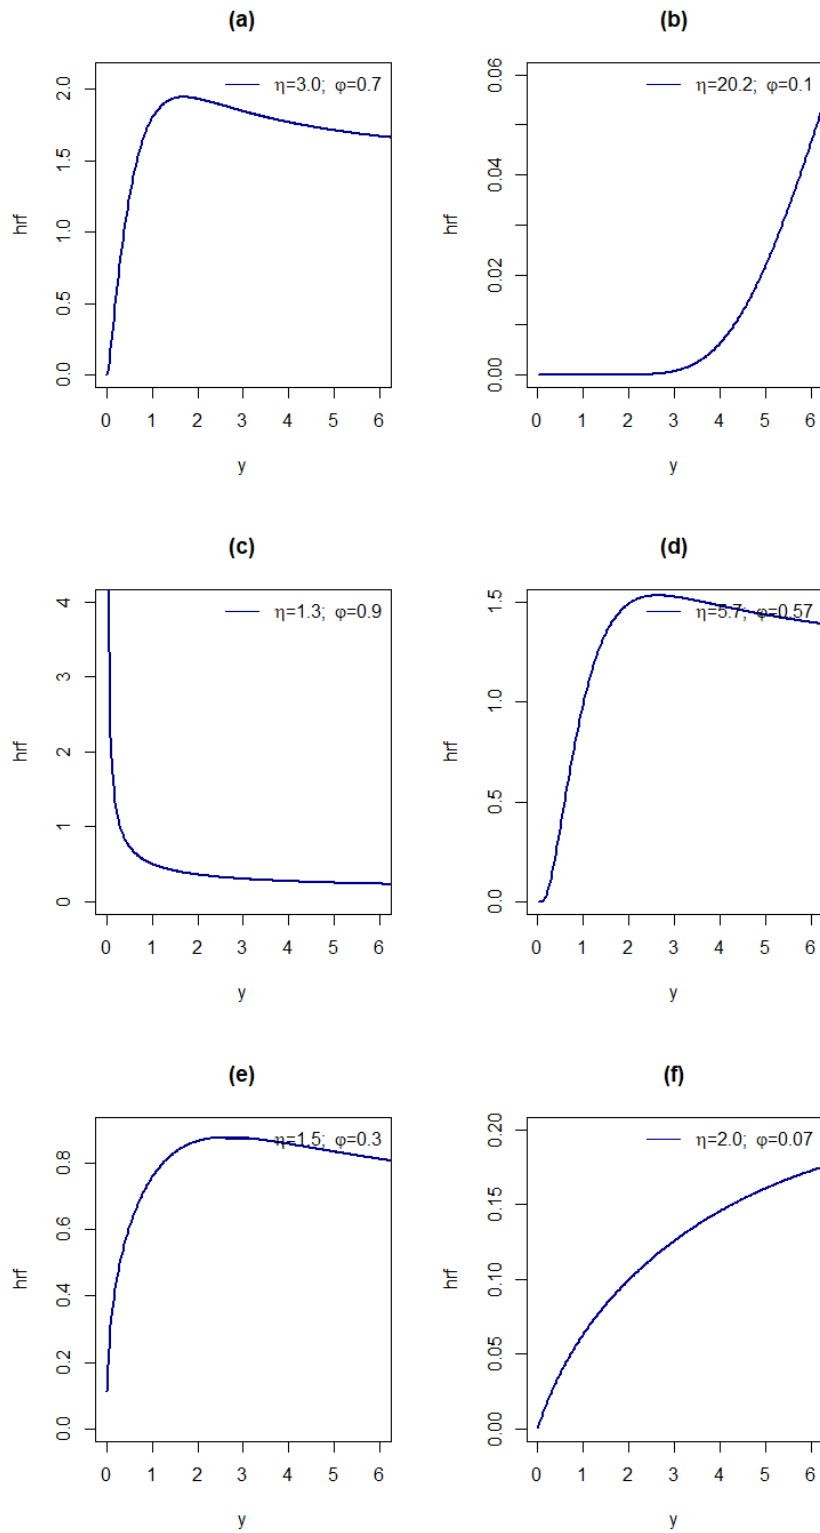 (a)
η=3.0; φ=0.7
hrf
0.0 0.5 1.0 1.5 2.0
0 1 2 3 4 5 6
y
(b)
η=20.2; φ=0.1
hrf
0.00 0.02 0.04 0.06
0 1 2 3 4 5 6
y
(c)
η=1.3; φ=0.9
hrf
0 1 2 3 4
0 1 2 3 4 5 6
y
(d)
η=5.7; φ=0.57
hrf
0.0 0.5 1.0 1.5
0 1 2 3 4 5 6
y
(e)
η=1.5; φ=0.3
hrf
0.0 0.2 0.4 0.6 0.8
0 1 2 3 4 5 6
y
(f)
η=2.0; φ=0.07
hrf
0.00 0.05 0.10 0.15 0.20
0 1 2 3 4 5 6
y